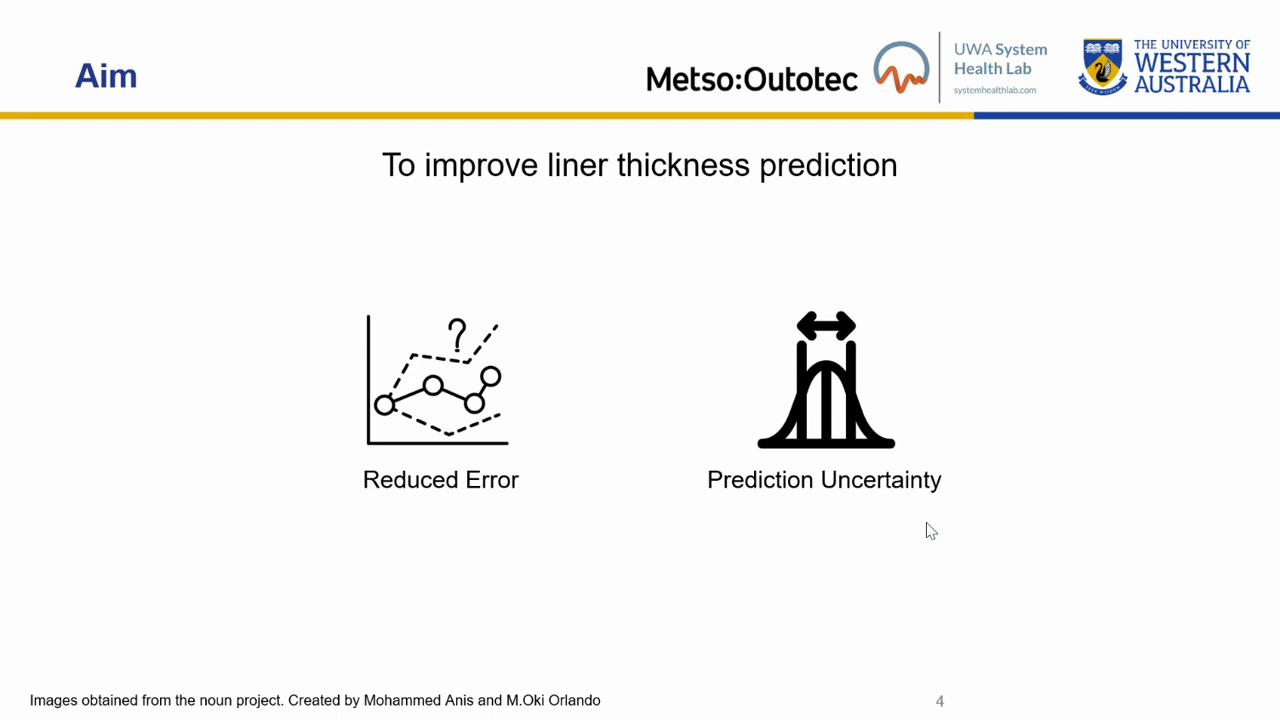 Aim
Metso:Outotec
UWA System
Health Lab
systemhealthlab.com
THE UNIVERSITY OF
WESTERN
AUSTRALIA
To improve liner thickness prediction
?
Reduced Error
Prediction Uncertainty
Images obtained from the noun project. Created by Mohammed Anis and M.Oki Orlando
4